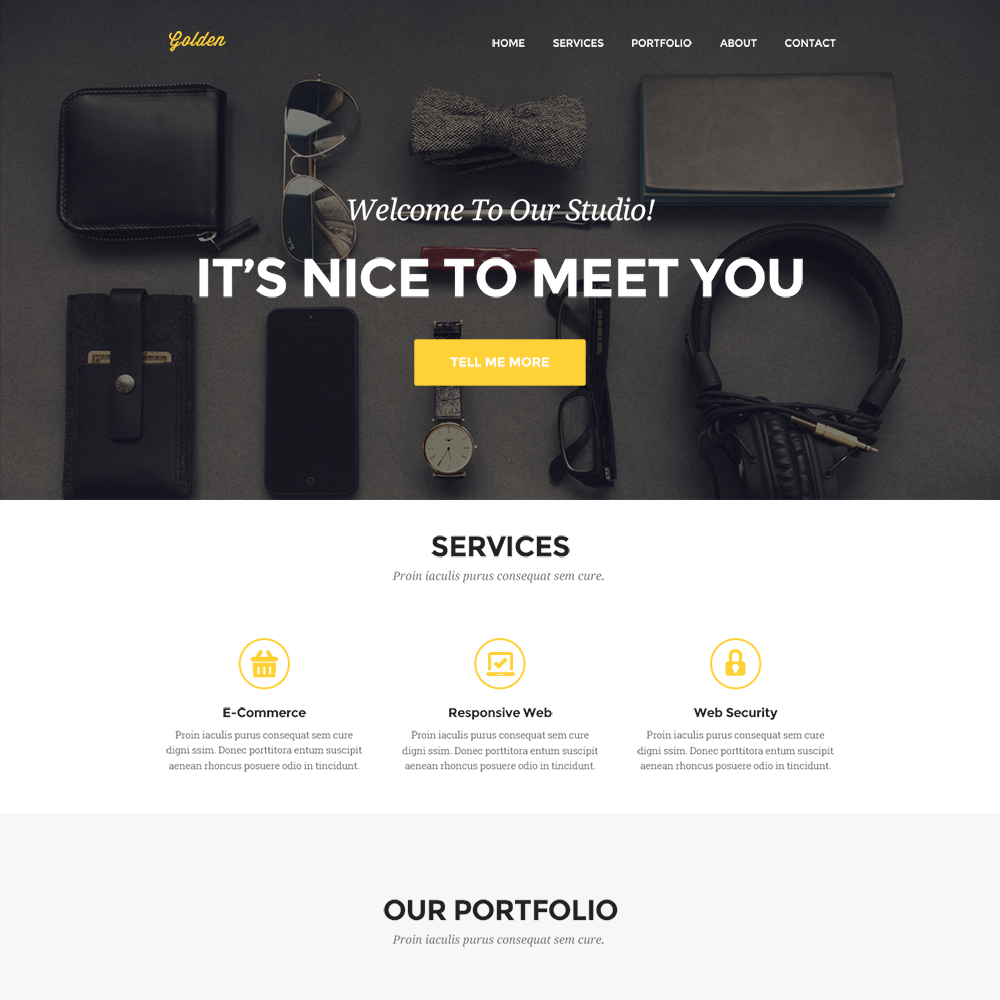 Golden
HOME SERVICES PORTFOLIO ABOUT CONTACT
Welcome To Our Studio!
IT'S NICE TO MEET YOU
TELL ME MORE
SERVICES
Proin iaculis purus consequat sem cure.
E-Commerce
Proin iaculis purus consequat sem cure
digni ssim. Donec porttitora entum suscipit
aenean rhoncus posuere odio in tincidunt.
Responsive Web
Proin iaculis purus consequat sem cure
digni ssim. Donec porttitora entum suscipit
aenean rhoncus posuere odio in tincidunt.
Web Security
Proin iaculis purus consequat sem cure
digni ssim. Donec porttitora entum suscipit
aenean rhoncus posuere odio in tincidunt.
OUR PORTFOLIO
Proin iaculis purus consequat sem cure.